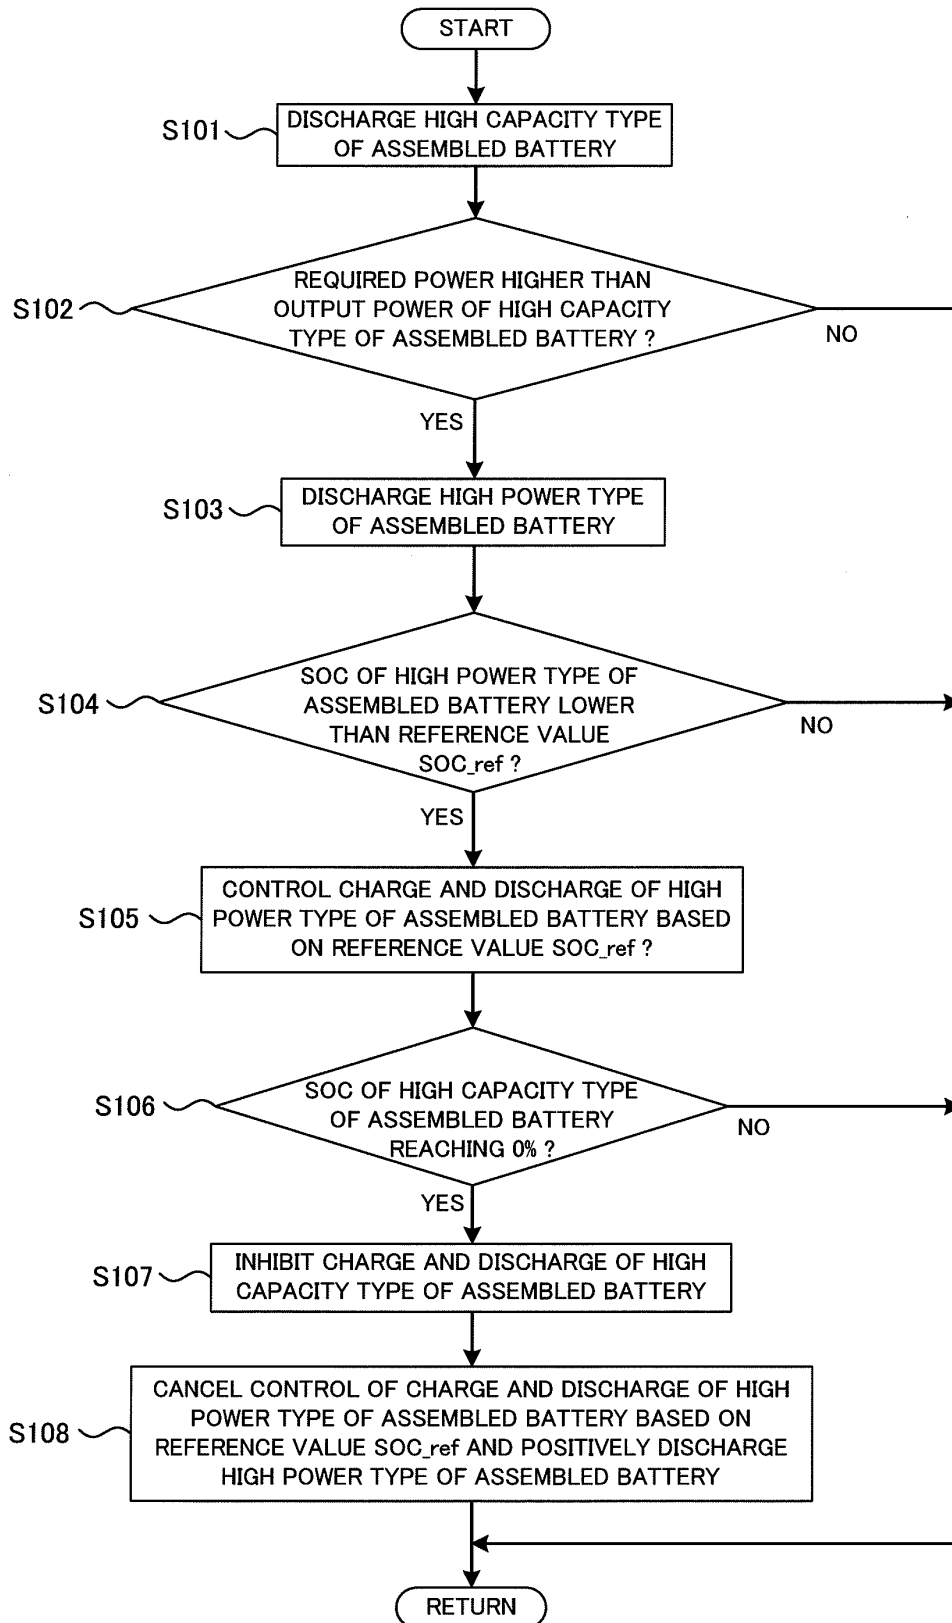 START
S101
DISCHARGE HIGH CAPACITY TYPE
OF ASSEMBLED BATTERY
S102
REQUIRED POWER HIGHER THAN
OUTPUT POWER OF HIGH CAPACITY
TYPE OF ASSEMBLED BATTERY ?
NO
YES
S103
DISCHARGE HIGH POWER TYPE
OF ASSEMBLED BATTERY
S104
SOC OF HIGH POWER TYPE OF
ASSEMBLED BATTERY LOWER
THAN REFERENCE VALUE
SOC_ref ?
NO
YES
S105
CONTROL CHARGE AND DISCHARGE OF HIGH
POWER TYPE OF ASSEMBLED BATTERY BASED
ON REFERENCE VALUE SOC_ref ?
S106
SOC OF HIGH CAPACITY TYPE
OF ASSEMBLED BATTERY
REACHING 0% ?
NO
YES
S107
INHIBIT CHARGE AND DISCHARGE OF HIGH
CAPACITY TYPE OF ASSEMBLED BATTERY
S108
CANCEL CONTROL OF CHARGE AND DISCHARGE OF HIGH
POWER TYPE OF ASSEMBLED BATTERY BASED ON
REFERENCE VALUE SOC_ref AND POSITIVELY DISCHARGE
HIGH POWER TYPE OF ASSEMBLED BATTERY
RETURN